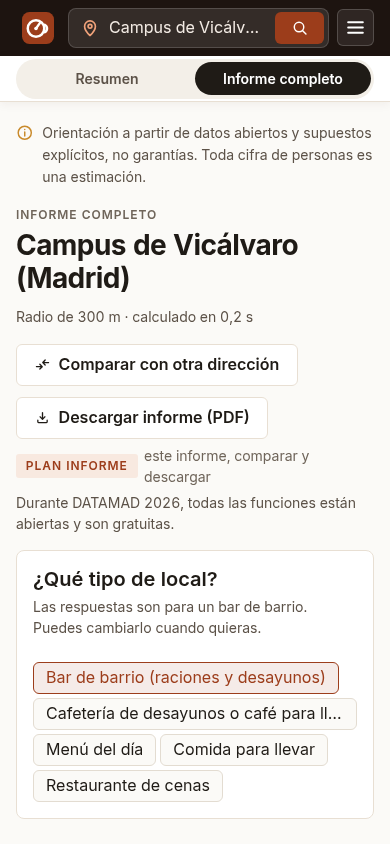 Campus de Vicálv…
Resumen
Informe completo
Orientación a partir de datos abiertos y supuestos
explícitos, no garantías. Toda cifra de personas es
una estimación.
INFORME COMPLETO
Campus de Vicálvaro
(Madrid)
Radio de 300 m · calculado en 0,2 s
Comparar con otra dirección
Descargar informe (PDF)
PLAN INFORME
este informe, comparar y
descargar
Durante DATAMAD 2026, todas las funciones están
abiertas y son gratuitas.
¿Qué tipo de local?
Las respuestas son para un bar de barrio.
Puedes cambiarlo cuando quieras.
Bar de barrio (raciones y desayunos)
Cafetería de desayunos o café para ll…
Menú del día
Comida para llevar
Restaurante de cenas